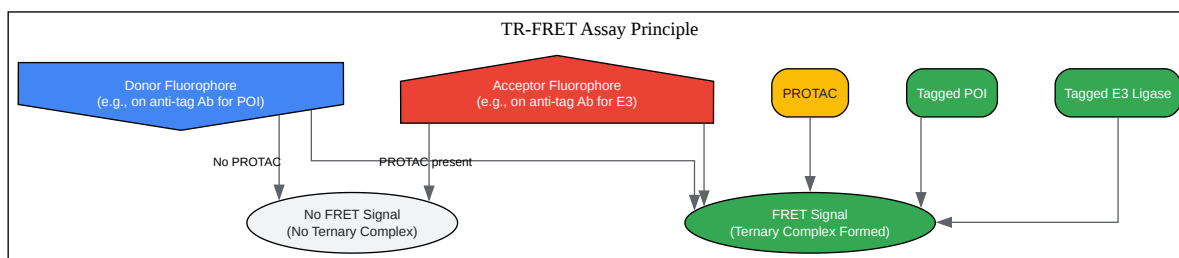 TR-FRET Assay Principle
Donor Fluorophore
(e.g., on anti-tag Ab for POI)
Acceptor Fluorophore
(e.g., on anti-tag Ab for E3)
PROTAC
Tagged POI
Tagged E3 Ligase
No PROTAC
PROTAC present
No FRET Signal
(No Ternary Complex)
FRET Signal
(Ternary Complex Formed)